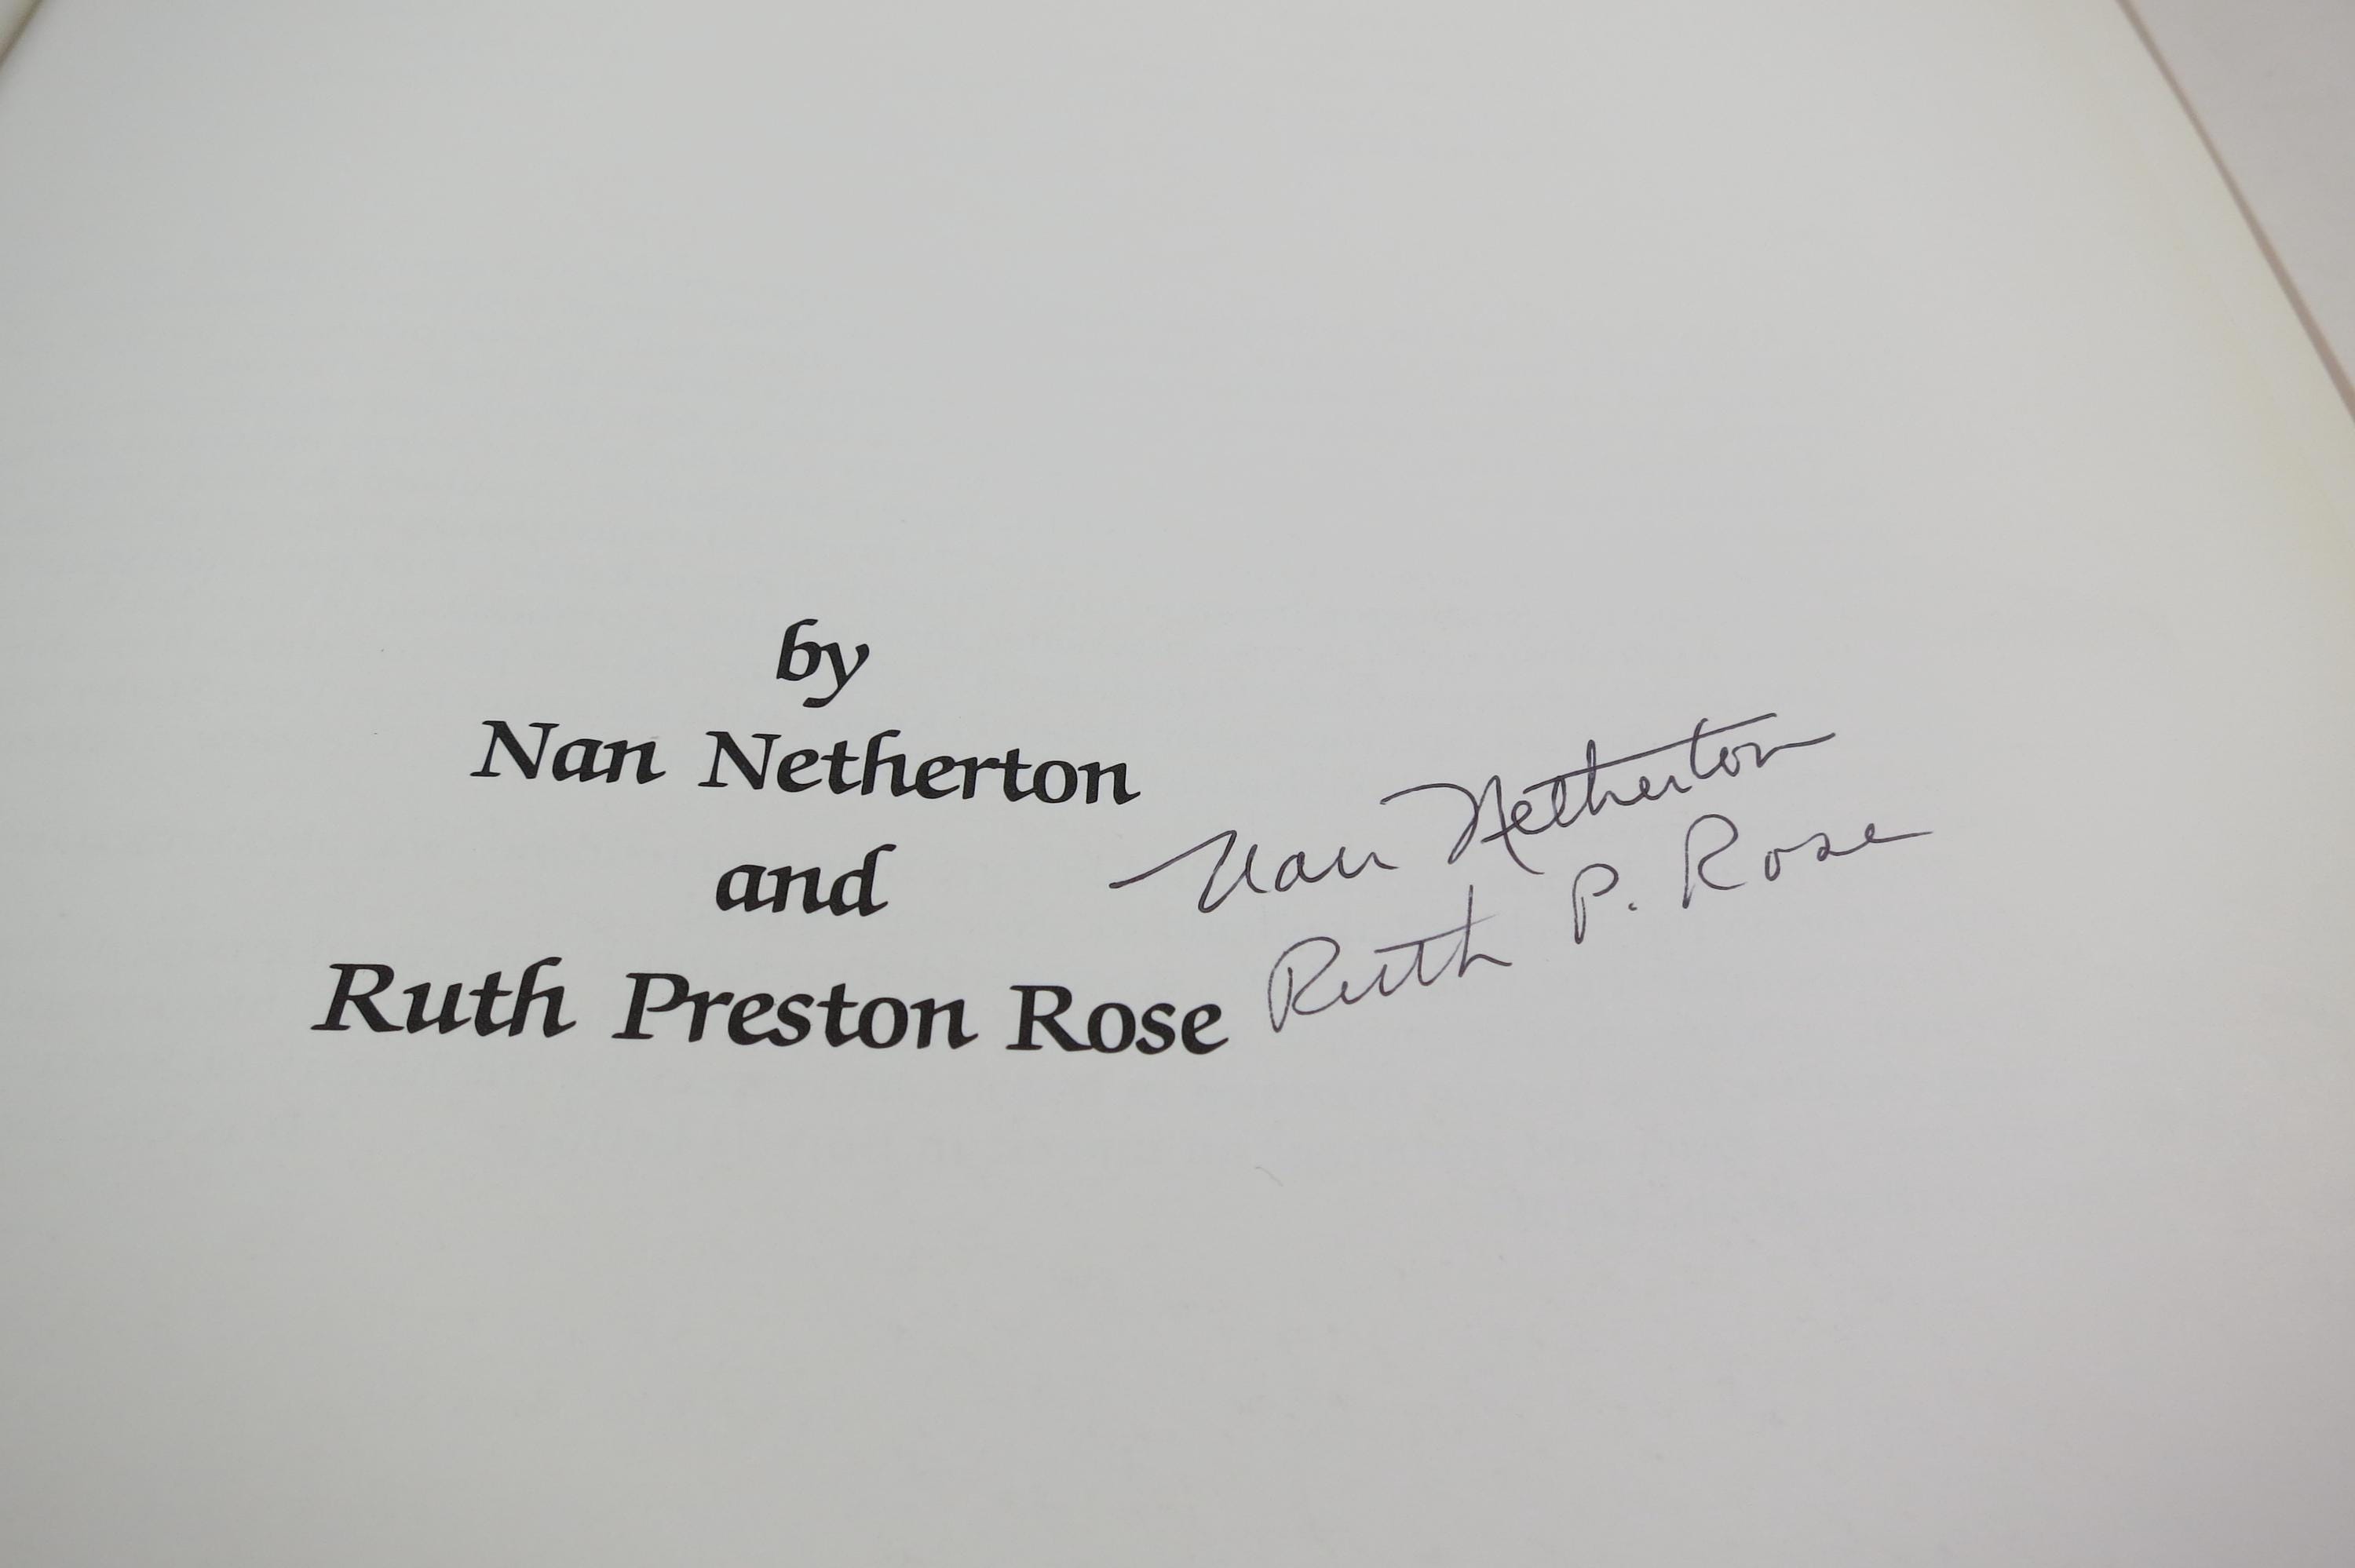 by
Nan Netherton
and
Ruth Preston Rose
Nan Netherton
Ruth P. Rose